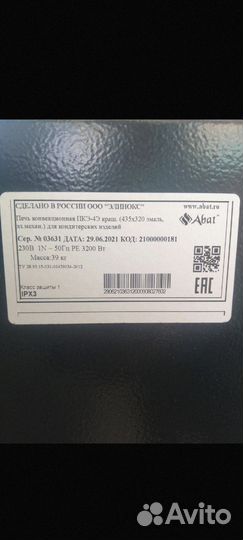 СДЕЛАНО В РОССИИ ООО "ЭЛИНОКС"
www.abat.ru
Печь конвекционная ПКЭ-4Э краш. (435х320 эмаль,
эл.механ.) для кондитерских изделий
Abat
Сер. № 03631 ДАТА: 29.06.2021 КОД: 21000000181
230В 1N ~ 50Гц PE 3200 Вт
Масса:39 кг
Класс защиты 1
IPX3
EAC
Avito